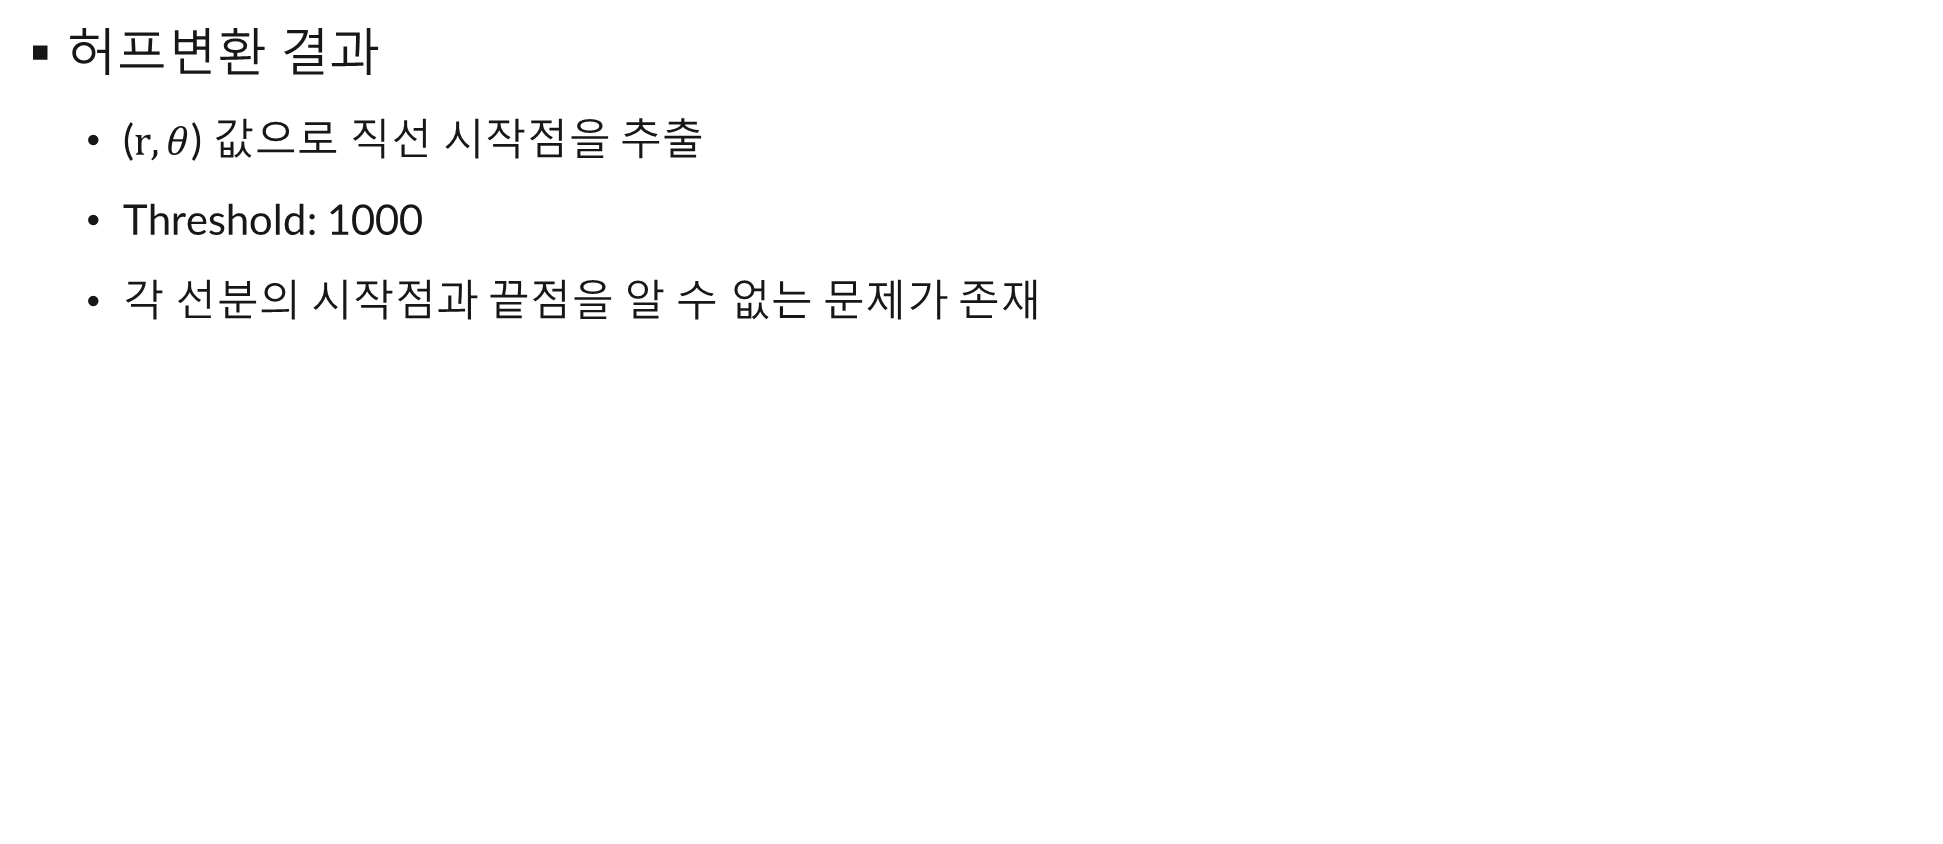 ▪ 허프변환 결과
• (r, θ) 값으로 직선 시작점을 추출
• Threshold: 1000
• 각 선분의 시작점과 끝점을 알 수 없는 문제가 존재